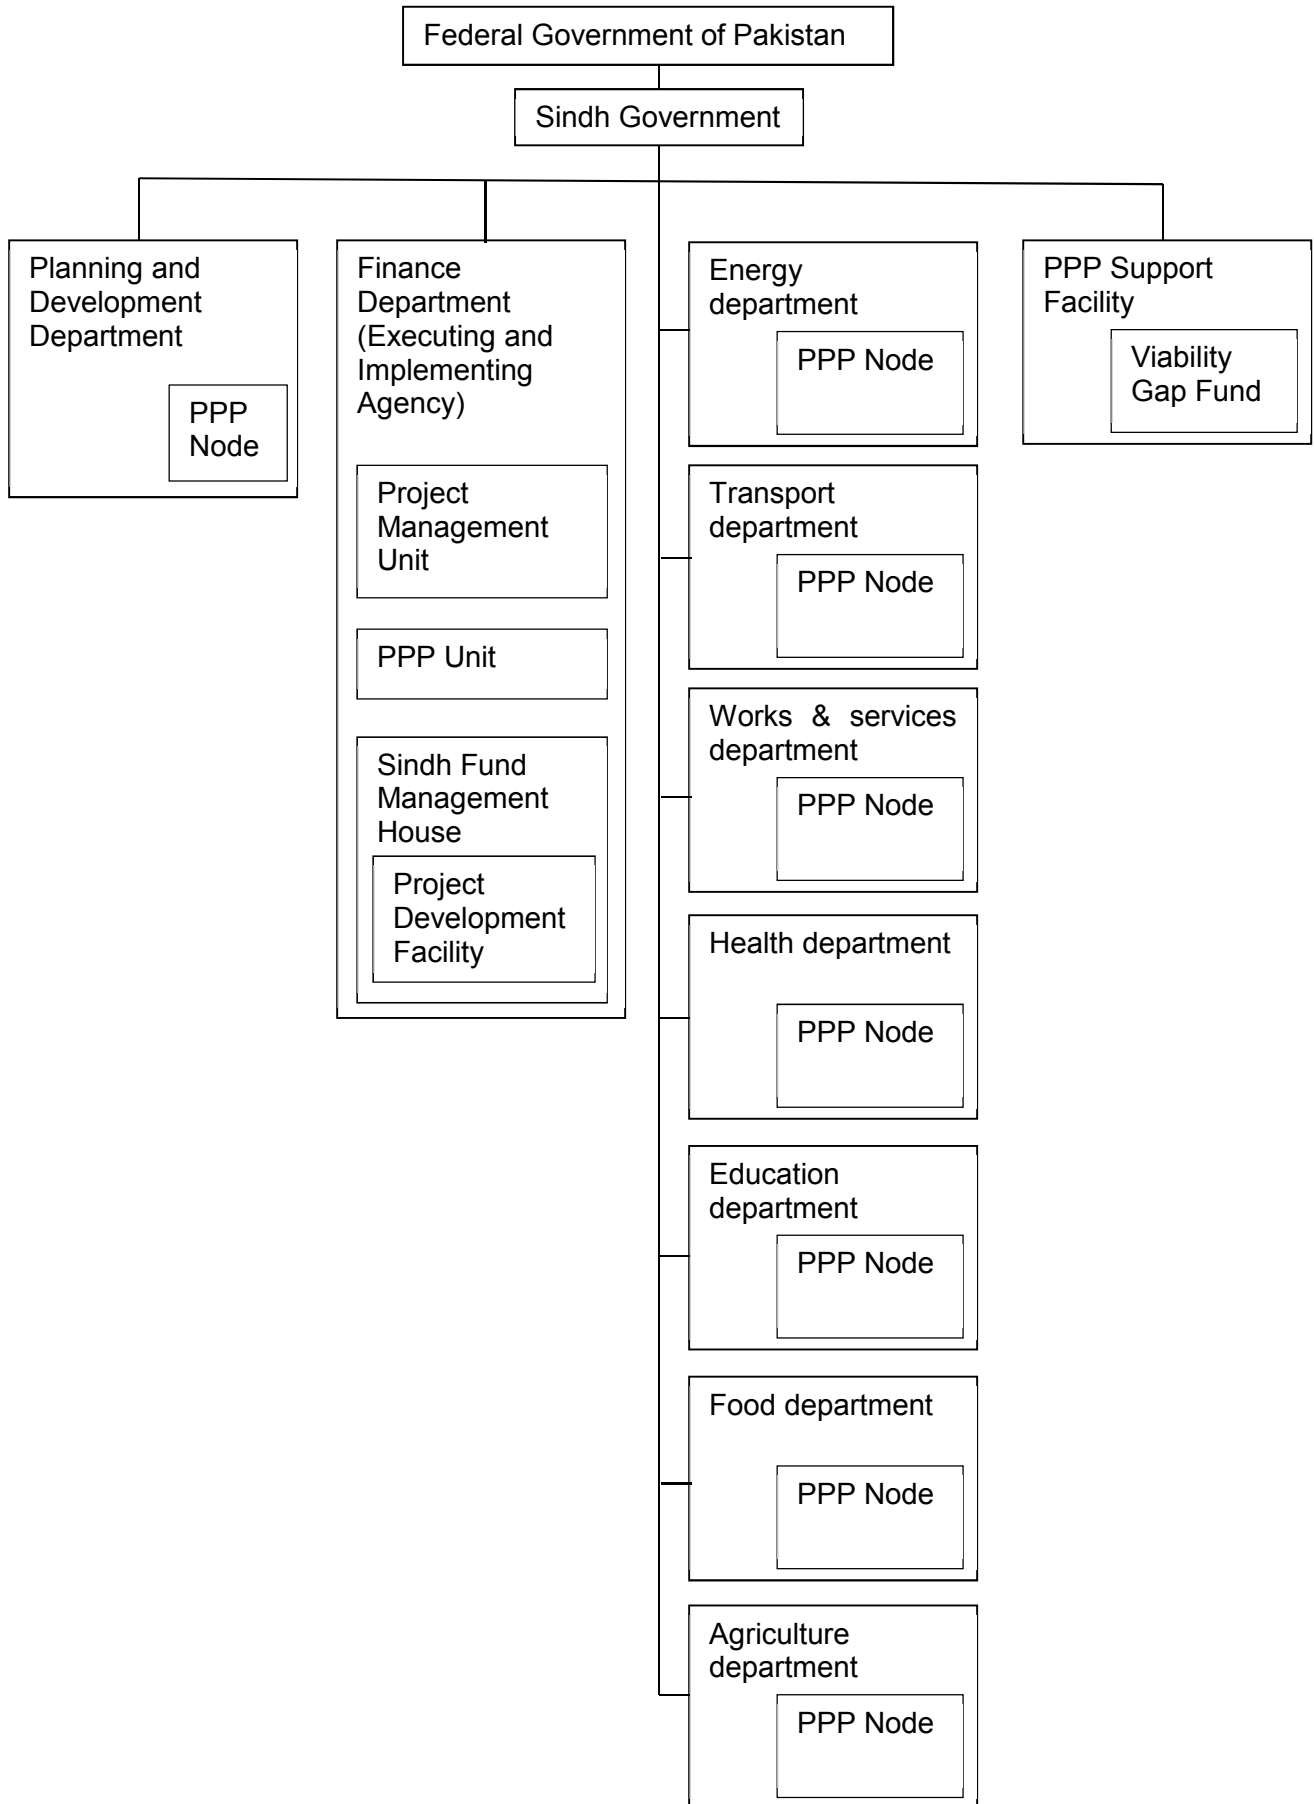 Federal Government of Pakistan
Sindh Government
Planning and
Development
Department
PPP
Node
Finance
Department
(Executing and
Implementing
Agency)
Project
Management
Unit
PPP Unit
Sindh Fund
Management
House
Project
Development
Facility
Energy
department
PPP Node
Transport
department
PPP Node
Works & services
department
PPP Node
Health department
PPP Node
Education
department
PPP Node
Food department
PPP Node
Agriculture
department
PPP Node
PPP Support
Facility
Viability
Gap Fund